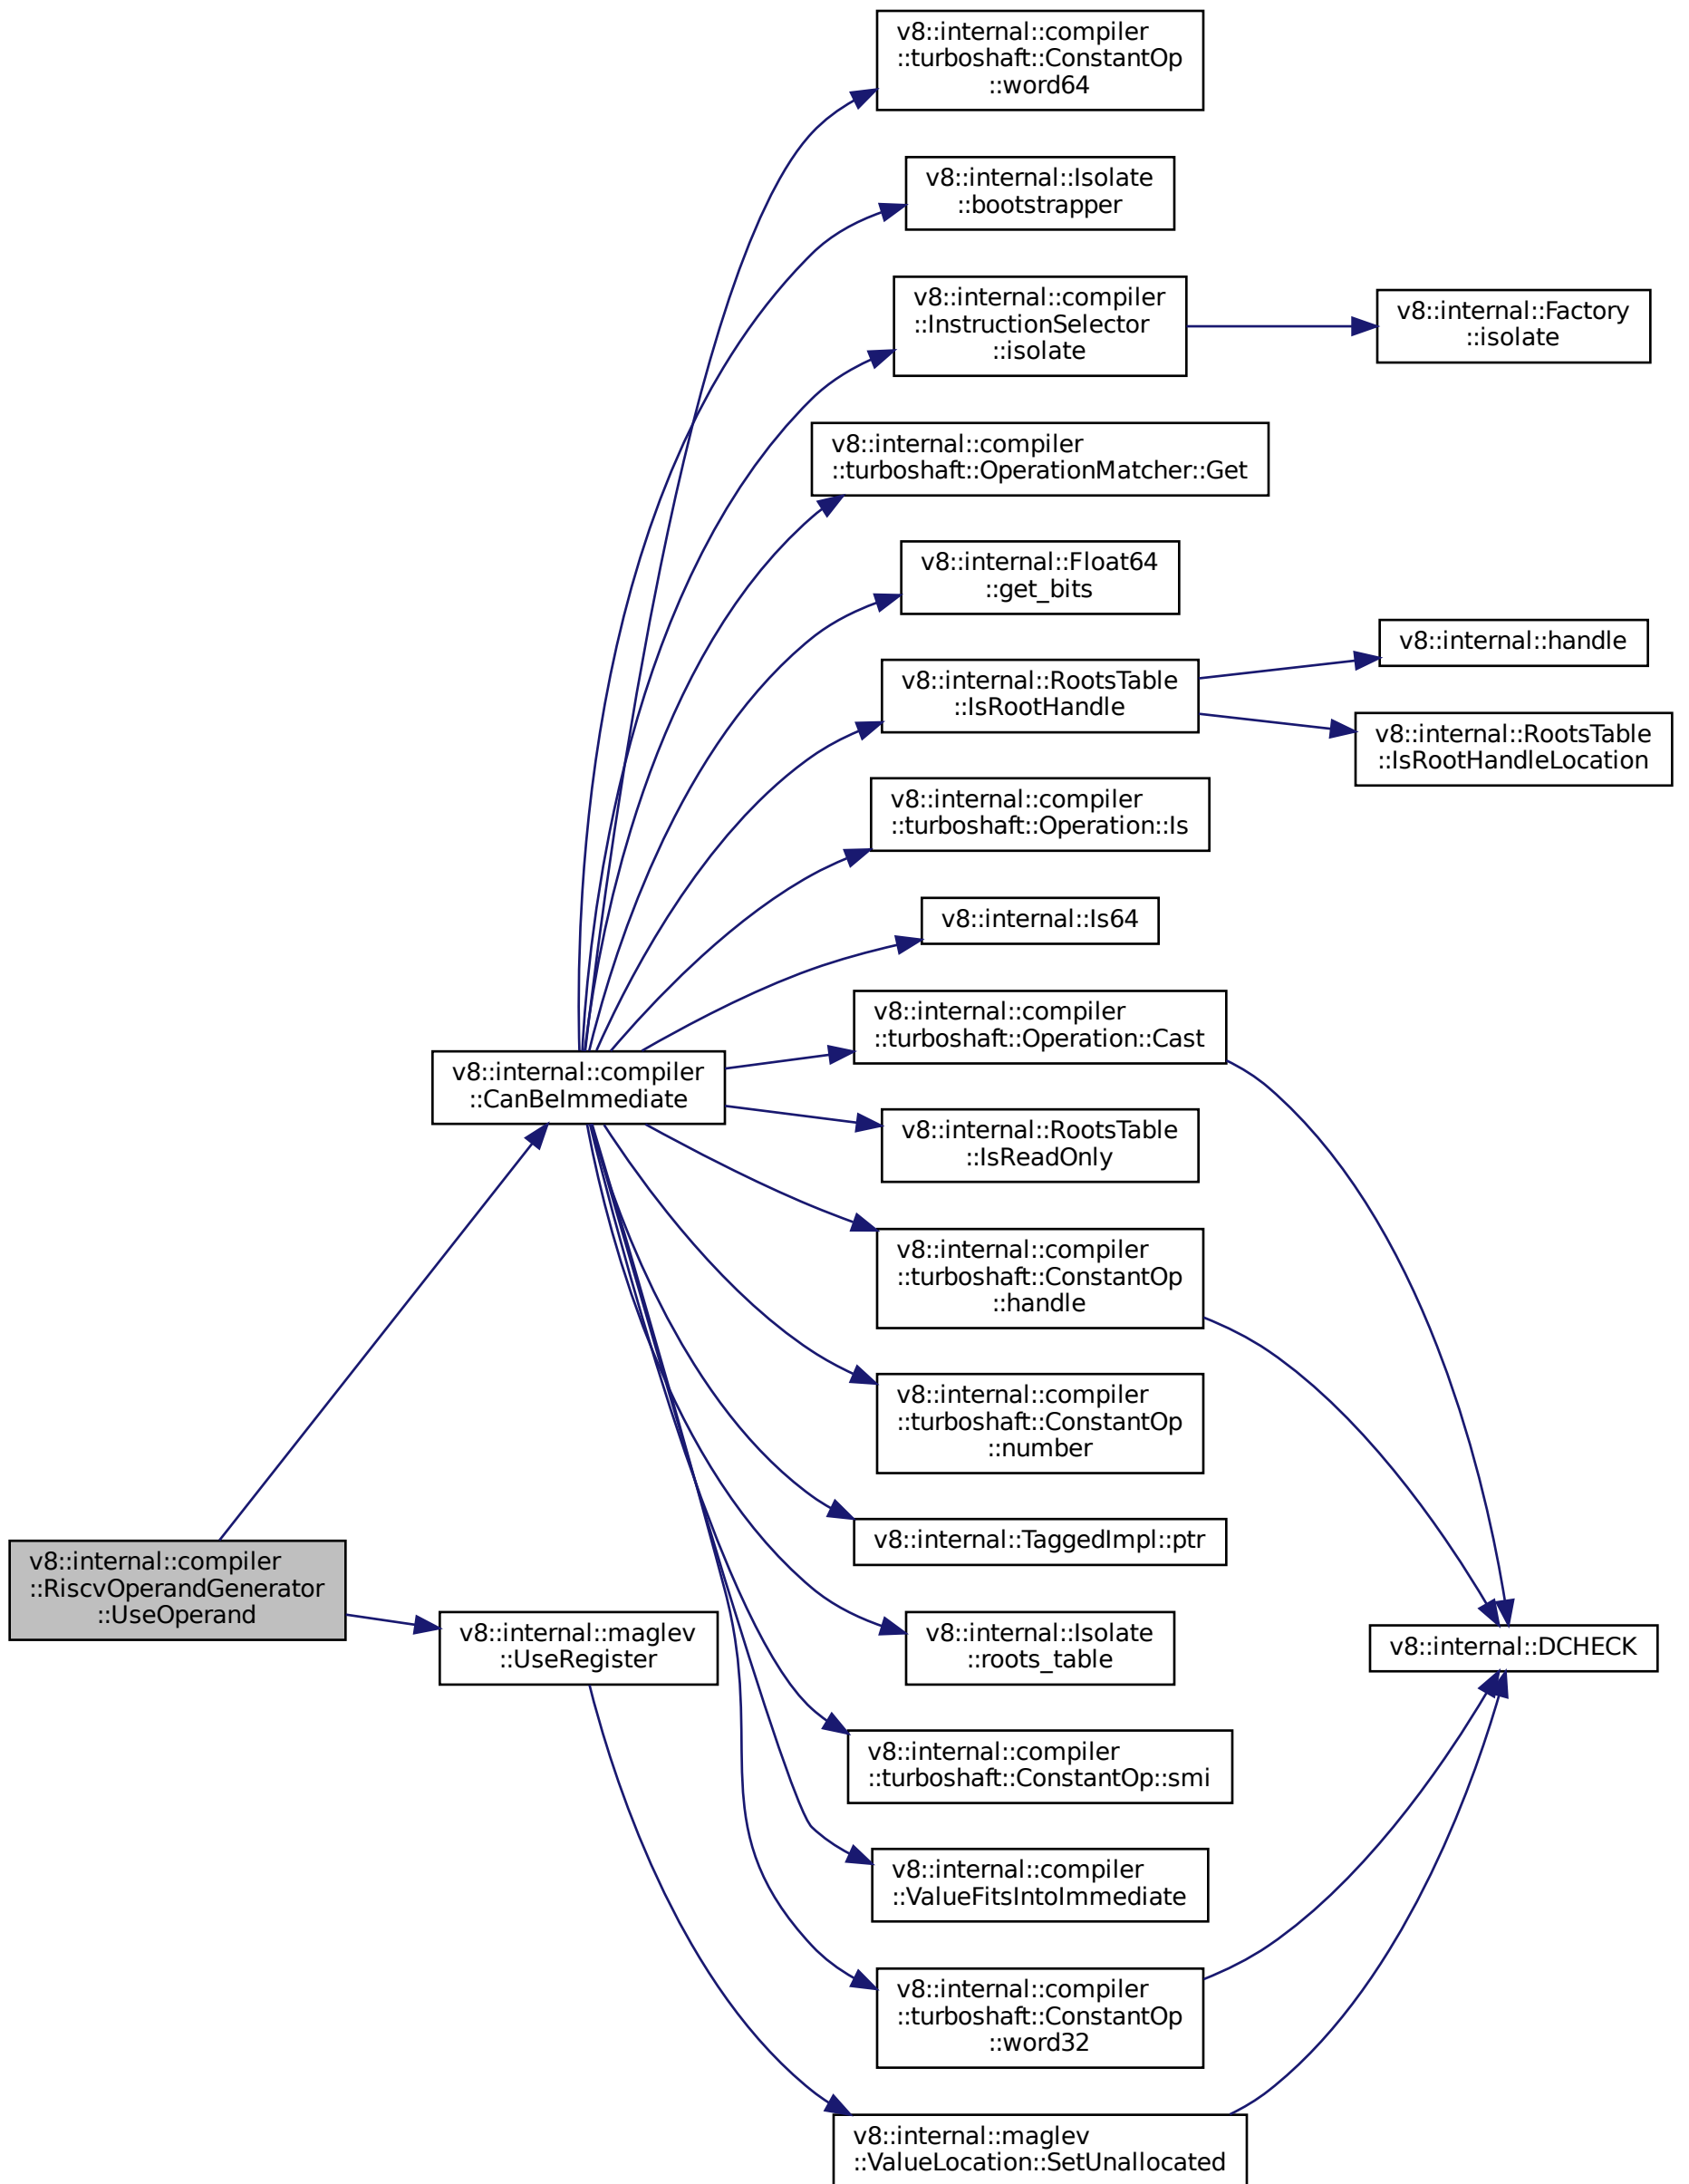 v8::internal::compiler
::turboshaft::ConstantOp
::word64
v8::internal::Isolate
::bootstrapper
v8::internal::compiler
::InstructionSelector
::isolate
v8::internal::Factory
::isolate
v8::internal::compiler
::turboshaft::OperationMatcher::Get
v8::internal::Float64
::get_bits
v8::internal::handle
v8::internal::RootsTable
::IsRootHandle
v8::internal::RootsTable
::IsRootHandleLocation
v8::internal::compiler
::turboshaft::Operation::Is
v8::internal::Is64
v8::internal::compiler
::turboshaft::Operation::Cast
v8::internal::compiler
::CanBeImmediate
v8::internal::RootsTable
::IsReadOnly
v8::internal::compiler
::turboshaft::ConstantOp
::handle
v8::internal::compiler
::turboshaft::ConstantOp
::number
v8::internal::TaggedImpl::ptr
v8::internal::compiler
::RiscvOperandGenerator
::UseOperand
v8::internal::maglev
::UseRegister
v8::internal::Isolate
::roots_table
v8::internal::DCHECK
v8::internal::compiler
::turboshaft::ConstantOp::smi
v8::internal::compiler
::ValueFitsIntoImmediate
v8::internal::compiler
::turboshaft::ConstantOp
::word32
v8::internal::maglev
::ValueLocation::SetUnallocated